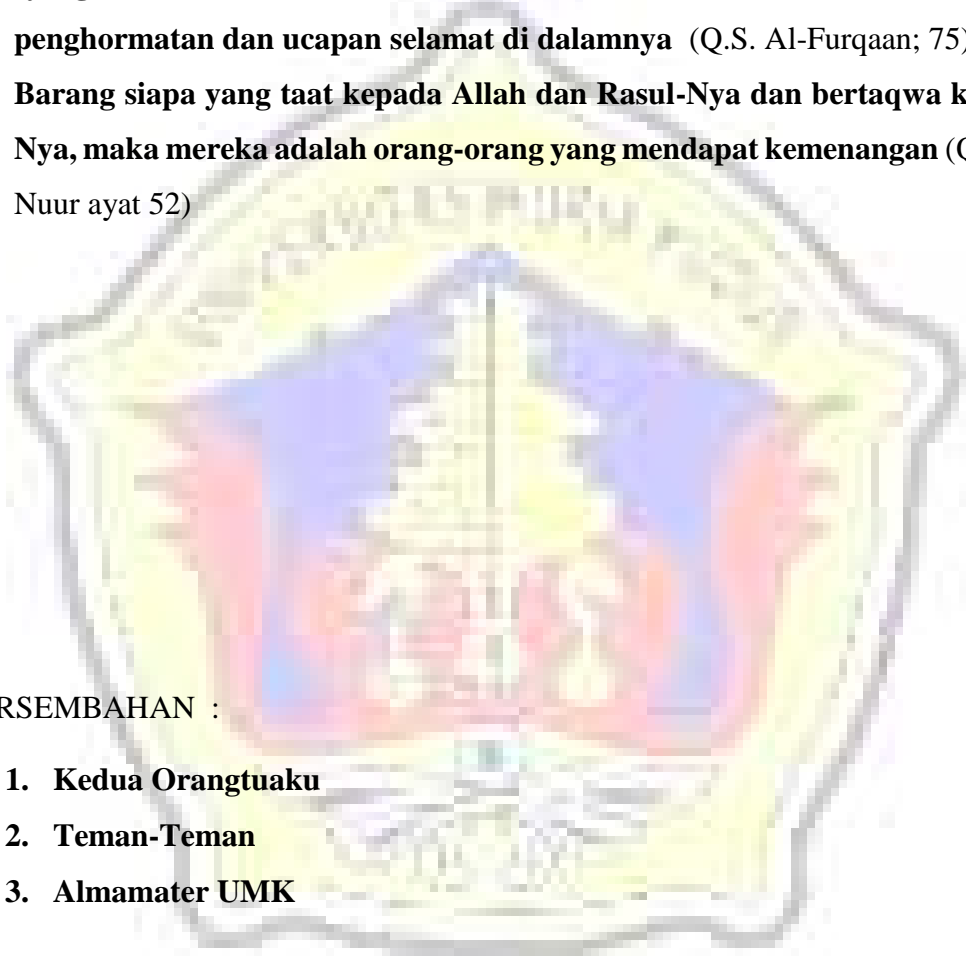 penghormatan dan ucapan selamat di dalamnya (Q.S. Al-Furqaan; 75)
Barang siapa yang taat kepada Allah dan Rasul-Nya dan bertaqwa k
Nya, maka mereka adalah orang-orang yang mendapat kemenangan (Q
Nuur ayat 52)
RSEMBAHAN :
1. Kedua Orangtuaku
2. Teman-Teman
3. Almamater UMK